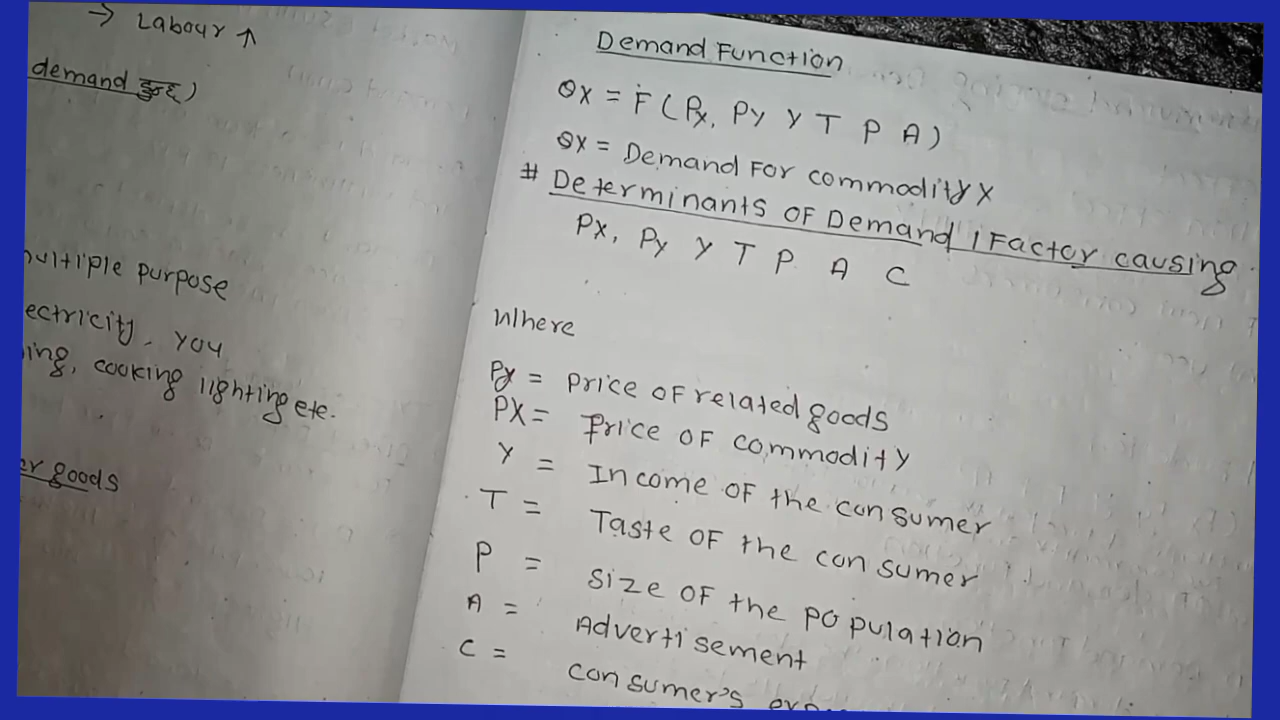 → Labour ↑
demand हुन्छ)
multiple purpose
ectricity, you
ing, cooking lighting etc.
er goods
Demand Function
QX = F ( Px, Py Y T P A )
QX = Demand For commodity X
# Determinants OF Demand / Factor causing
PX, Py Y T P A C
Where
Py = Price OF related goods
PX = Price OF commodity
Y = Income OF the consumer
T = Taste OF the consumer
P = Size OF the population
A = Advertisement
C = consumer's